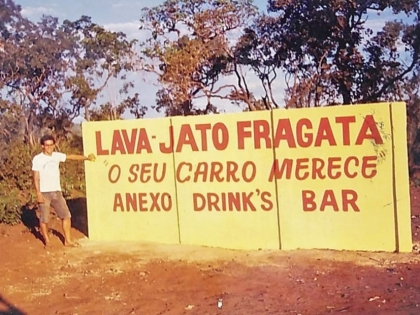 LAVA-JATO FRAGATA
O SEU CARRO MERECE
ANEXO DRINK'S BAR